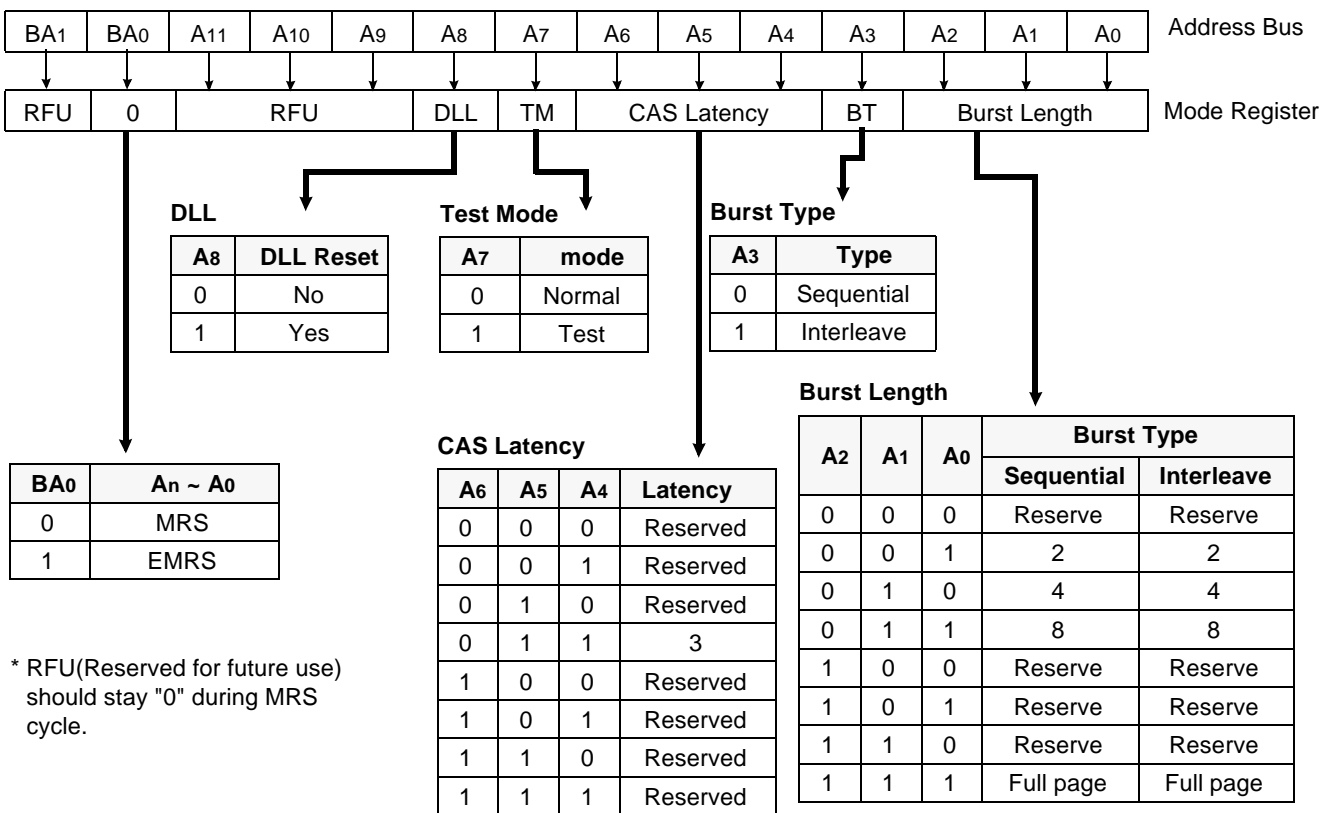 BA1 BA0 A11 A10 A9 A8 A7 A6 A5 A4 A3 A2 A1 A0 Address Bus
RFU 0 RFU DLL TM CAS Latency BT Burst Length Mode Register
DLL
A8 DLL Reset
0 No
1 Yes
Test Mode
A7 mode
0 Normal
1 Test
Burst Type
A3 Type
0 Sequential
1 Interleave
BA0 An ~ A0
0 MRS
1 EMRS
* RFU(Reserved for future use)
should stay "0" during MRS
cycle.
CAS Latency
A6 A5 A4 Latency
0 0 0 Reserved
0 0 1 Reserved
0 1 0 Reserved
0 1 1 3
1 0 0 Reserved
1 0 1 Reserved
1 1 0 Reserved
1 1 1 Reserved
Burst Length
A2 A1 A0 Burst Type
Sequential Interleave
0 0 0 Reserve Reserve
0 0 1 2 2
0 1 0 4 4
0 1 1 8 8
1 0 0 Reserve Reserve
1 0 1 Reserve Reserve
1 1 0 Reserve Reserve
1 1 1 Full page Full page